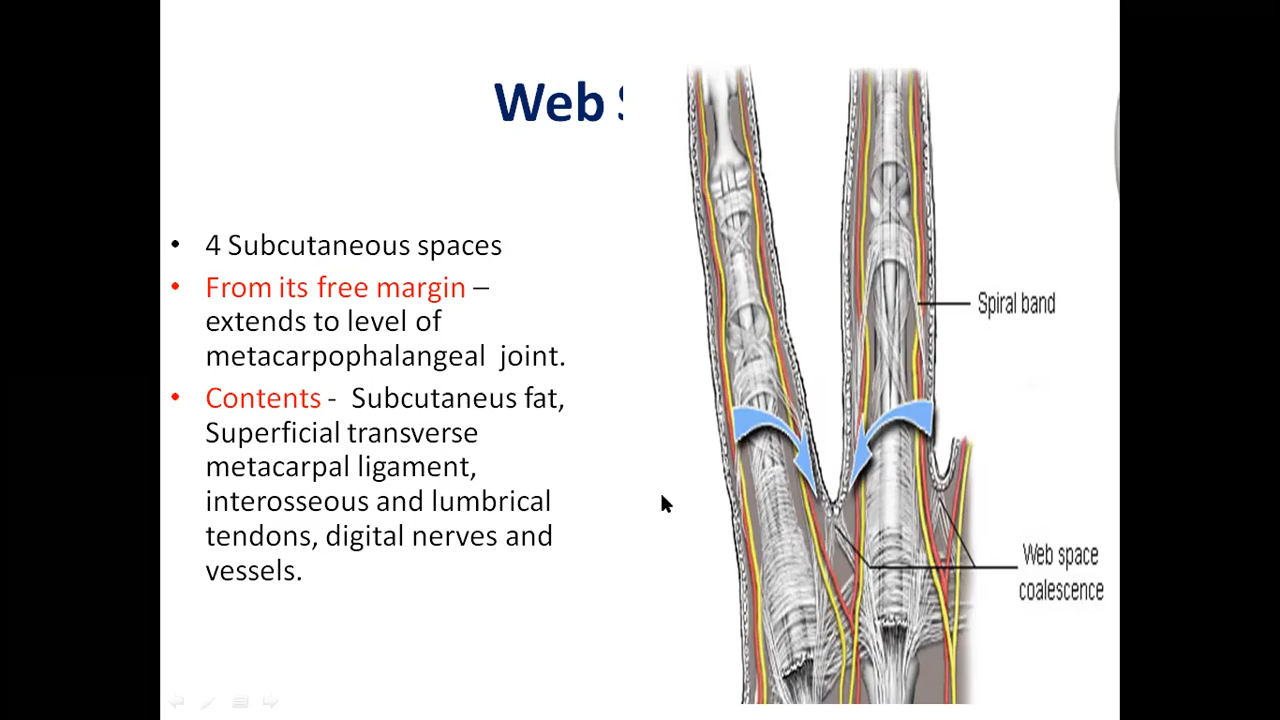 Web
• 4 Subcutaneous spaces
• From its free margin –
extends to level of
metacarpophalangeal joint.
• Contents - Subcutaneus fat,
Superficial transverse
metacarpal ligament,
interosseous and lumbrical
tendons, digital nerves and
vessels.
Spiral band
Web space
coalescence